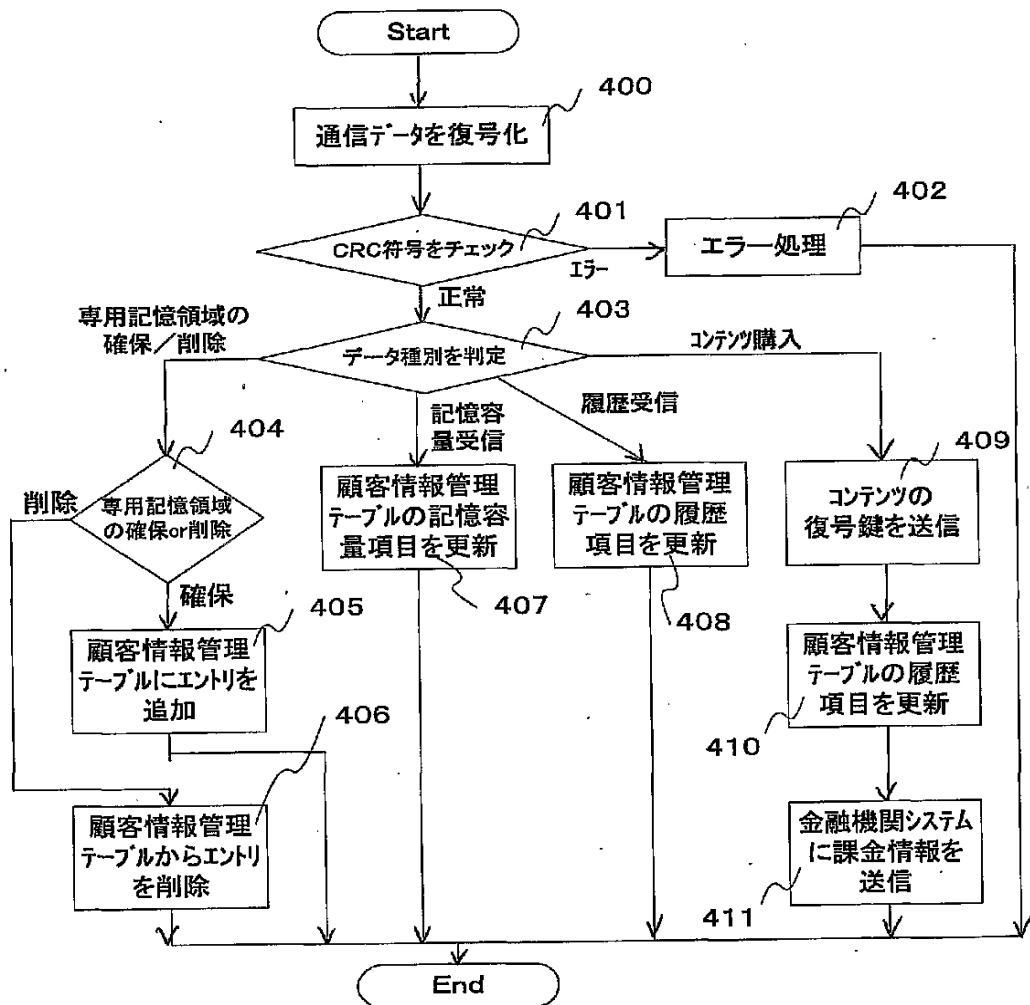 Start
400
通信データを復号化
401
CRC符号をチェック
402
エラー処理
エラー
正常
専用記憶領域の
確保／削除
403
データ種別を判定
コンテンツ購入
記憶容
量受信
履歴受信
404
専用記憶領域
の確保or削除
削除
確保
顧客情報管理
テーブルの記憶容
量項目を更新
407
顧客情報管理
テーブルの履歴
項目を更新
408
409
コンテンツの
復号鍵を送信
405
顧客情報管理
テーブルにエントリを
追加
顧客情報管理
テーブルの履歴
項目を更新
410
406
顧客情報管理
テーブルからエントリ
を削除
金融機関システム
に課金情報を
送信
411
End